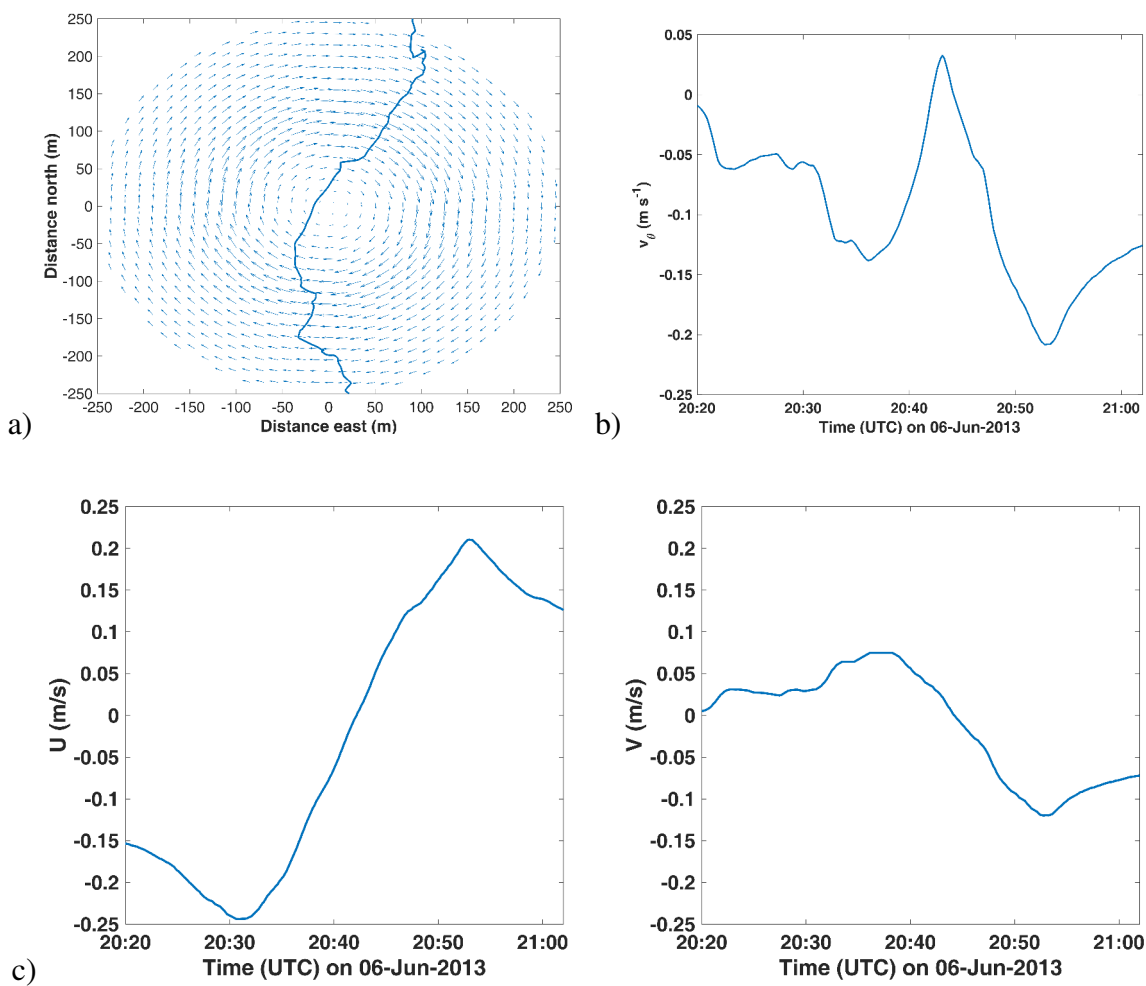 250
200
150
100
50
0
-50
-100
-150
-200
-250
-250 -200 -150 -100 -50 0 50 100 150 200 250
Distance north (m)
Distance east (m)
a)
0.05
0
-0.05
-0.1
-0.15
-0.2
-0.25
20:20 20:30 20:40 20:50 21:00
vθ (m s-1)
Time (UTC) on 06-Jun-2013
b)
0.25
0.2
0.15
0.1
0.05
0
-0.05
-0.1
-0.15
-0.2
-0.25
20:20 20:30 20:40 20:50 21:00
U (m/s)
Time (UTC) on 06-Jun-2013
c)
0.25
0.2
0.15
0.1
0.05
0
-0.05
-0.1
-0.15
-0.2
-0.25
20:20 20:30 20:40 20:50 21:00
V (m/s)
Time (UTC) on 06-Jun-2013